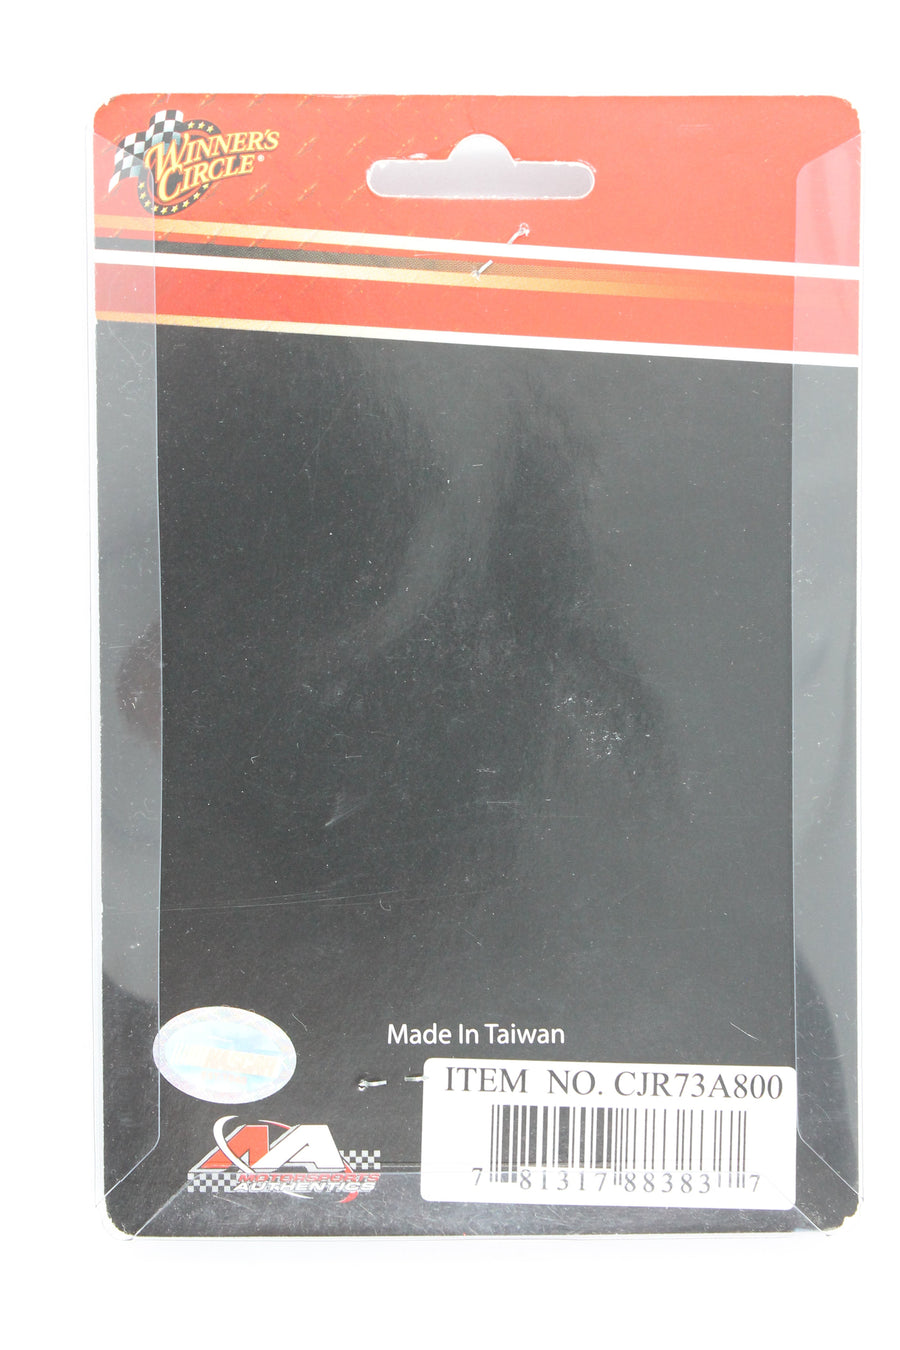 WINNER'S
CIRCLE®
Made In Taiwan
ITEM NO. CJR73A800
7 81317 88383 7
MOTORSPORTS
AUTHENTICS